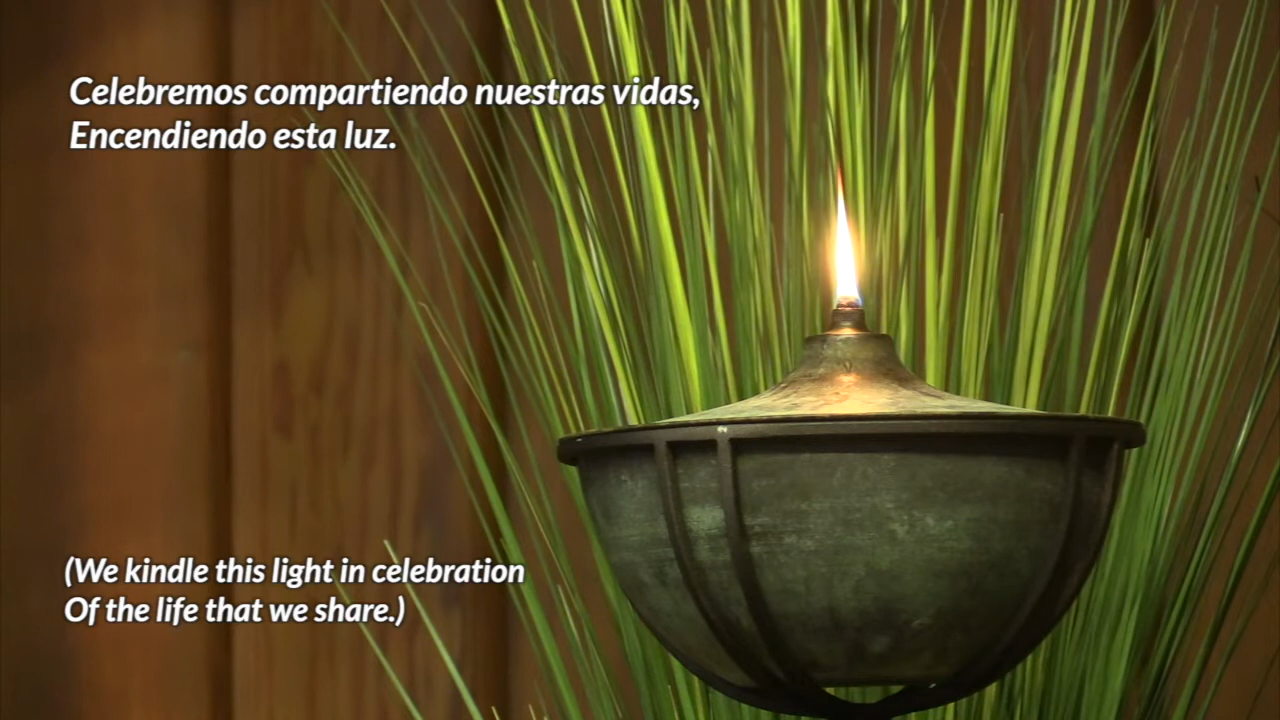 Celebremos compartiendo nuestras vidas,
Encendiendo esta luz.
(We kindle this light in celebration
Of the life that we share.)